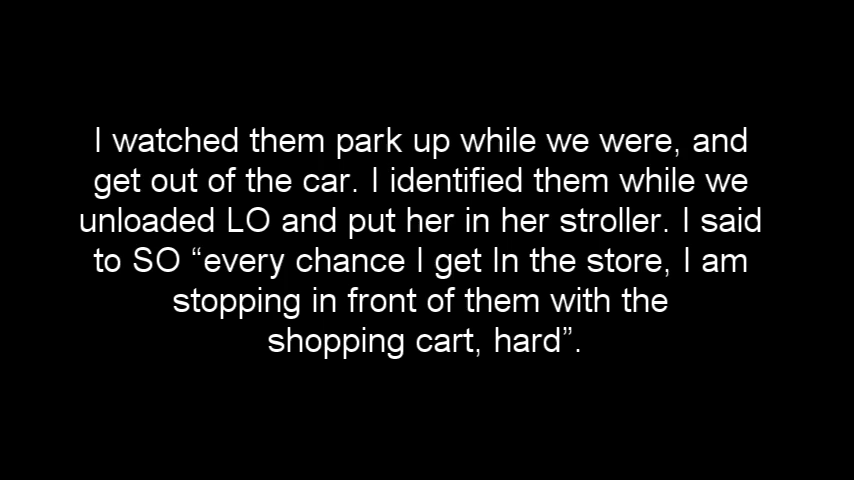 I watched them park up while we were, and
get out of the car. I identified them while we
unloaded LO and put her in her stroller. I said
to SO “every chance I get In the store, I am
stopping in front of them with the
shopping cart, hard”.